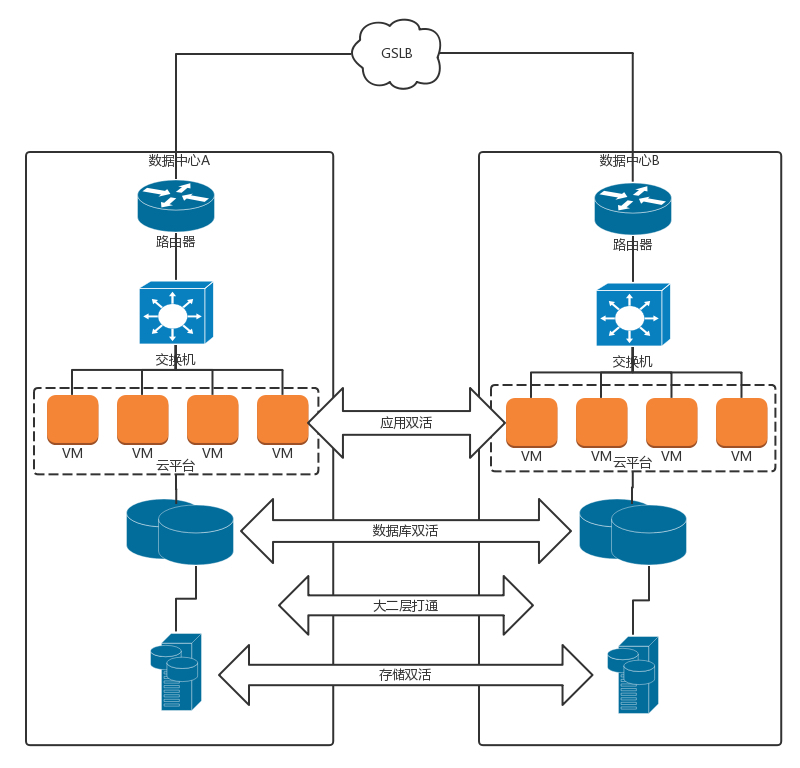 GSLB
数据中心A
数据中心B
路由器
路由器
交换机
交换机
应用双活
VM
VM
VM
VM
VM
VM
VM
VM
云平台
云平台
数据库双活
大二层打通
存储双活